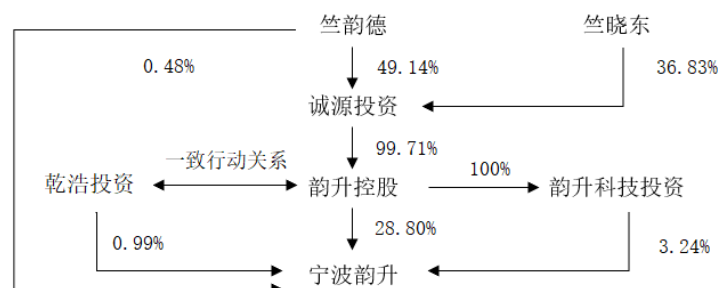 竺韵德 竺晓东
0.48% 49.14% 36.83%
诚源投资
99.71%
一致行动关系 100%
乾浩投资 韵升控股 韵升科技投资
28.80%
0.99% 3.24%
宁波韵升